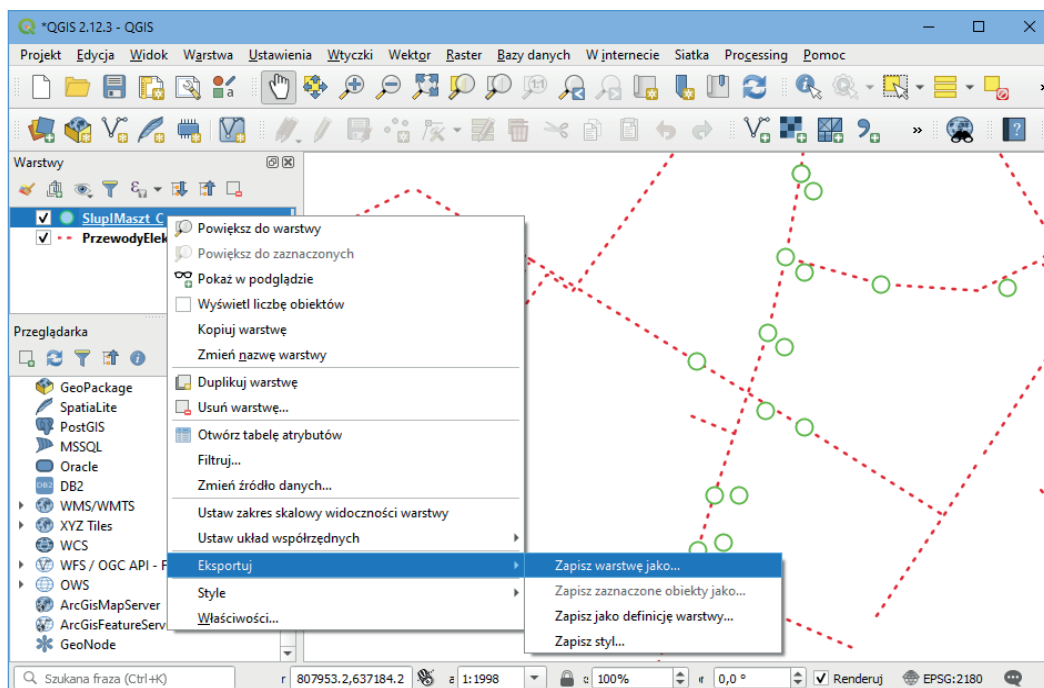 *QGIS 2.12.3 - QGIS
Projekt Edycja Widok Warstwa Ustawienia Wtyczki Wektor Raster Bazy danych W internecie Siatka Processing Pomoc
Warstwy
SlupIMaszt_C
PrzewodyElek
Powiększ do warstwy
Powiększ do zaznaczonych
Pokaż w podglądzie
Wyświetl liczbę obiektów
Kopiuj warstwę
Zmień nazwę warstwy
Duplikuj warstwę
Usuń warstwę...
Otwórz tabelę atrybutów
Filtruj...
Zmień źródło danych...
Ustaw zakres skalowy widoczności warstwy
Ustaw układ współrzędnych
Eksportuj
Style
Właściwości...
Zapisz warstwę jako...
Zapisz zaznaczone obiekty jako...
Zapisz jako definicję warstwy...
Zapisz styl...
Przeglądarka
GeoPackage
SpatiaLite
PostGIS
MSSQL
Oracle
DB2 DB2
WMS/WMTS
XYZ Tiles
WCS
WFS / OGC API - F
OWS
ArcGisMapServer
ArcGisFeatureServ
GeoNode
Szukana fraza (Ctrl+K) r 807953.2,637184.2 1:1998 100% 0,0 ° Renderuj EPSG:2180